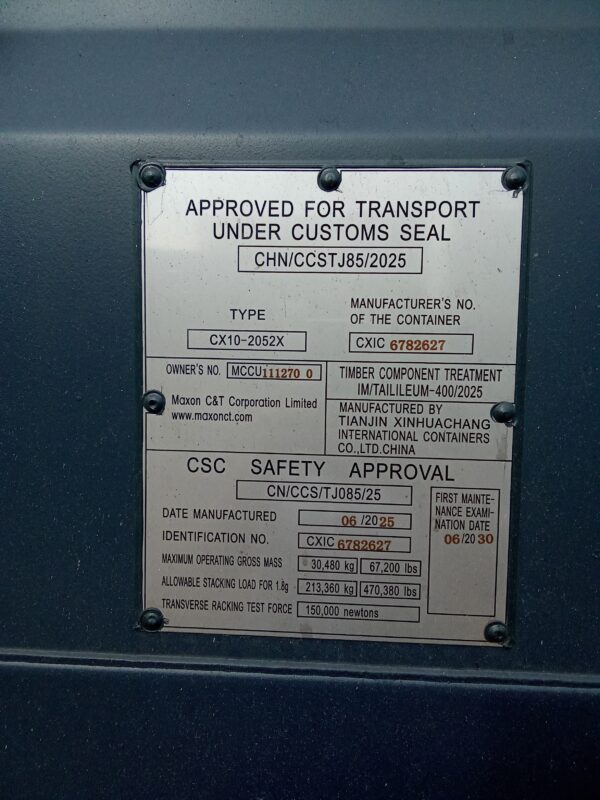 APPROVED FOR TRANSPORT
UNDER CUSTOMS SEAL
CHN/CCSTJ85/2025
TYPE
CX10-2052X
MANUFACTURER'S NO.
OF THE CONTAINER
CXIC 6782627
OWNER'S NO. MCCU111270 0
Maxon C&T Corporation Limited
www.maxonct.com
TIMBER COMPONENT TREATMENT
IM/TAILILEUM-400/2025
MANUFACTURED BY
TIANJIN XINHUACHANG
INTERNATIONAL CONTAINERS
CO.,LTD.CHINA
CSC SAFETY APPROVAL
CN/CCS/TJ085/25
DATE MANUFACTURED 06 /2025
IDENTIFICATION NO. CXIC 6782627
MAXIMUM OPERATING GROSS MASS 30,480 kg 67,200 lbs
ALLOWABLE STACKING LOAD FOR 1.8g 213,360 kg 470,380 lbs
TRANSVERSE RACKING TEST FORCE 150,000 newtons
FIRST MAINTE-
NANCE EXAMI-
NATION DATE
06 /20 30